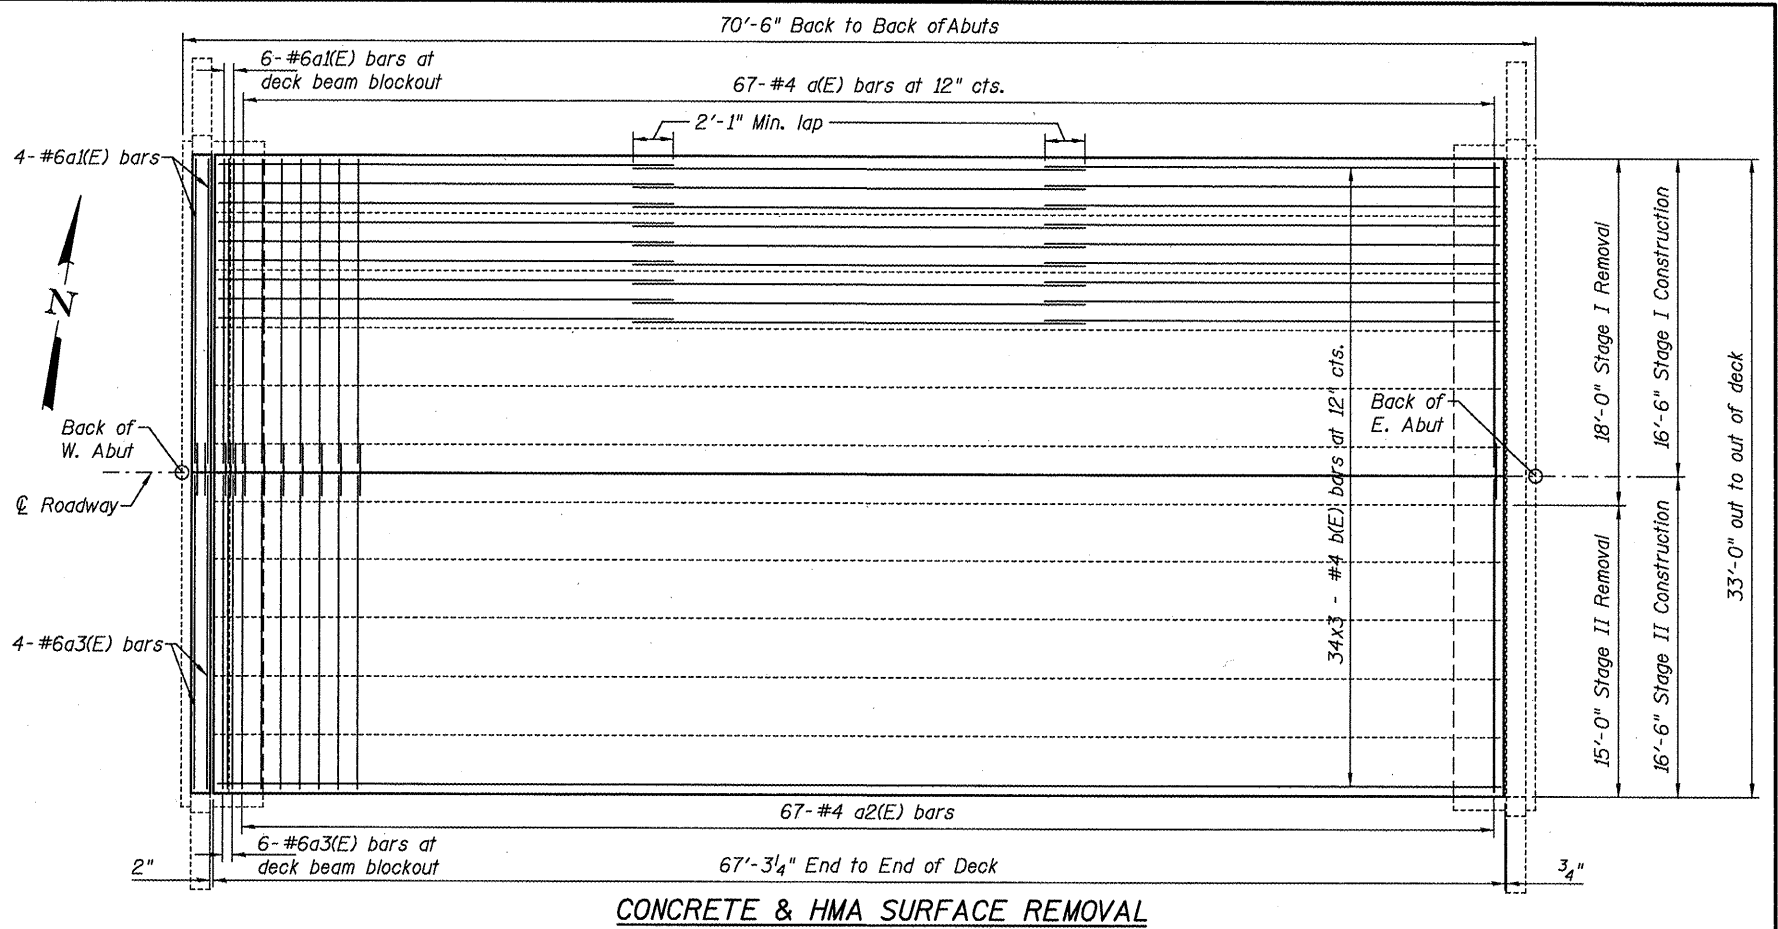 70'-6" Back to Back of Abuts
6-#6a1(E) bars at
deck beam blockout
67-#4 a(E) bars at 12" cts.
2'-1" Min. lap
4-#6a1(E) bars
N
Back of
W. Abut
℄ Roadway
4-#6a3(E) bars
34x3 - #4 b(E) bars at 12" cts.
Back of
E. Abut
18'-0" Stage I Removal
16'-6" Stage I Construction
15'-0" Stage II Removal
16'-6" Stage II Construction
33'-0" out to out of deck
67-#4 a2(E) bars
6-#6a3(E) bars at
deck beam blockout
2"
67'-3¼" End to End of Deck
¾"
CONCRETE & HMA SURFACE REMOVAL